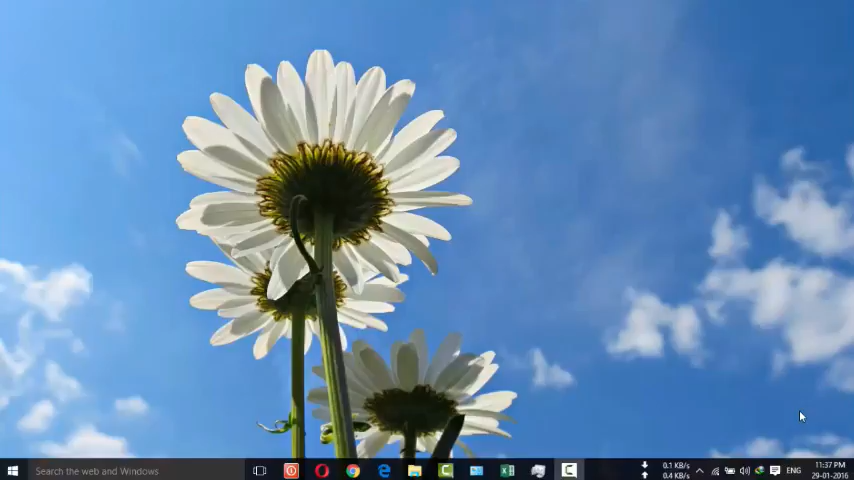 Search the web and Windows
0.1 KB/s
0.4 KB/s
ENG
11:37 PM
29-01-2016